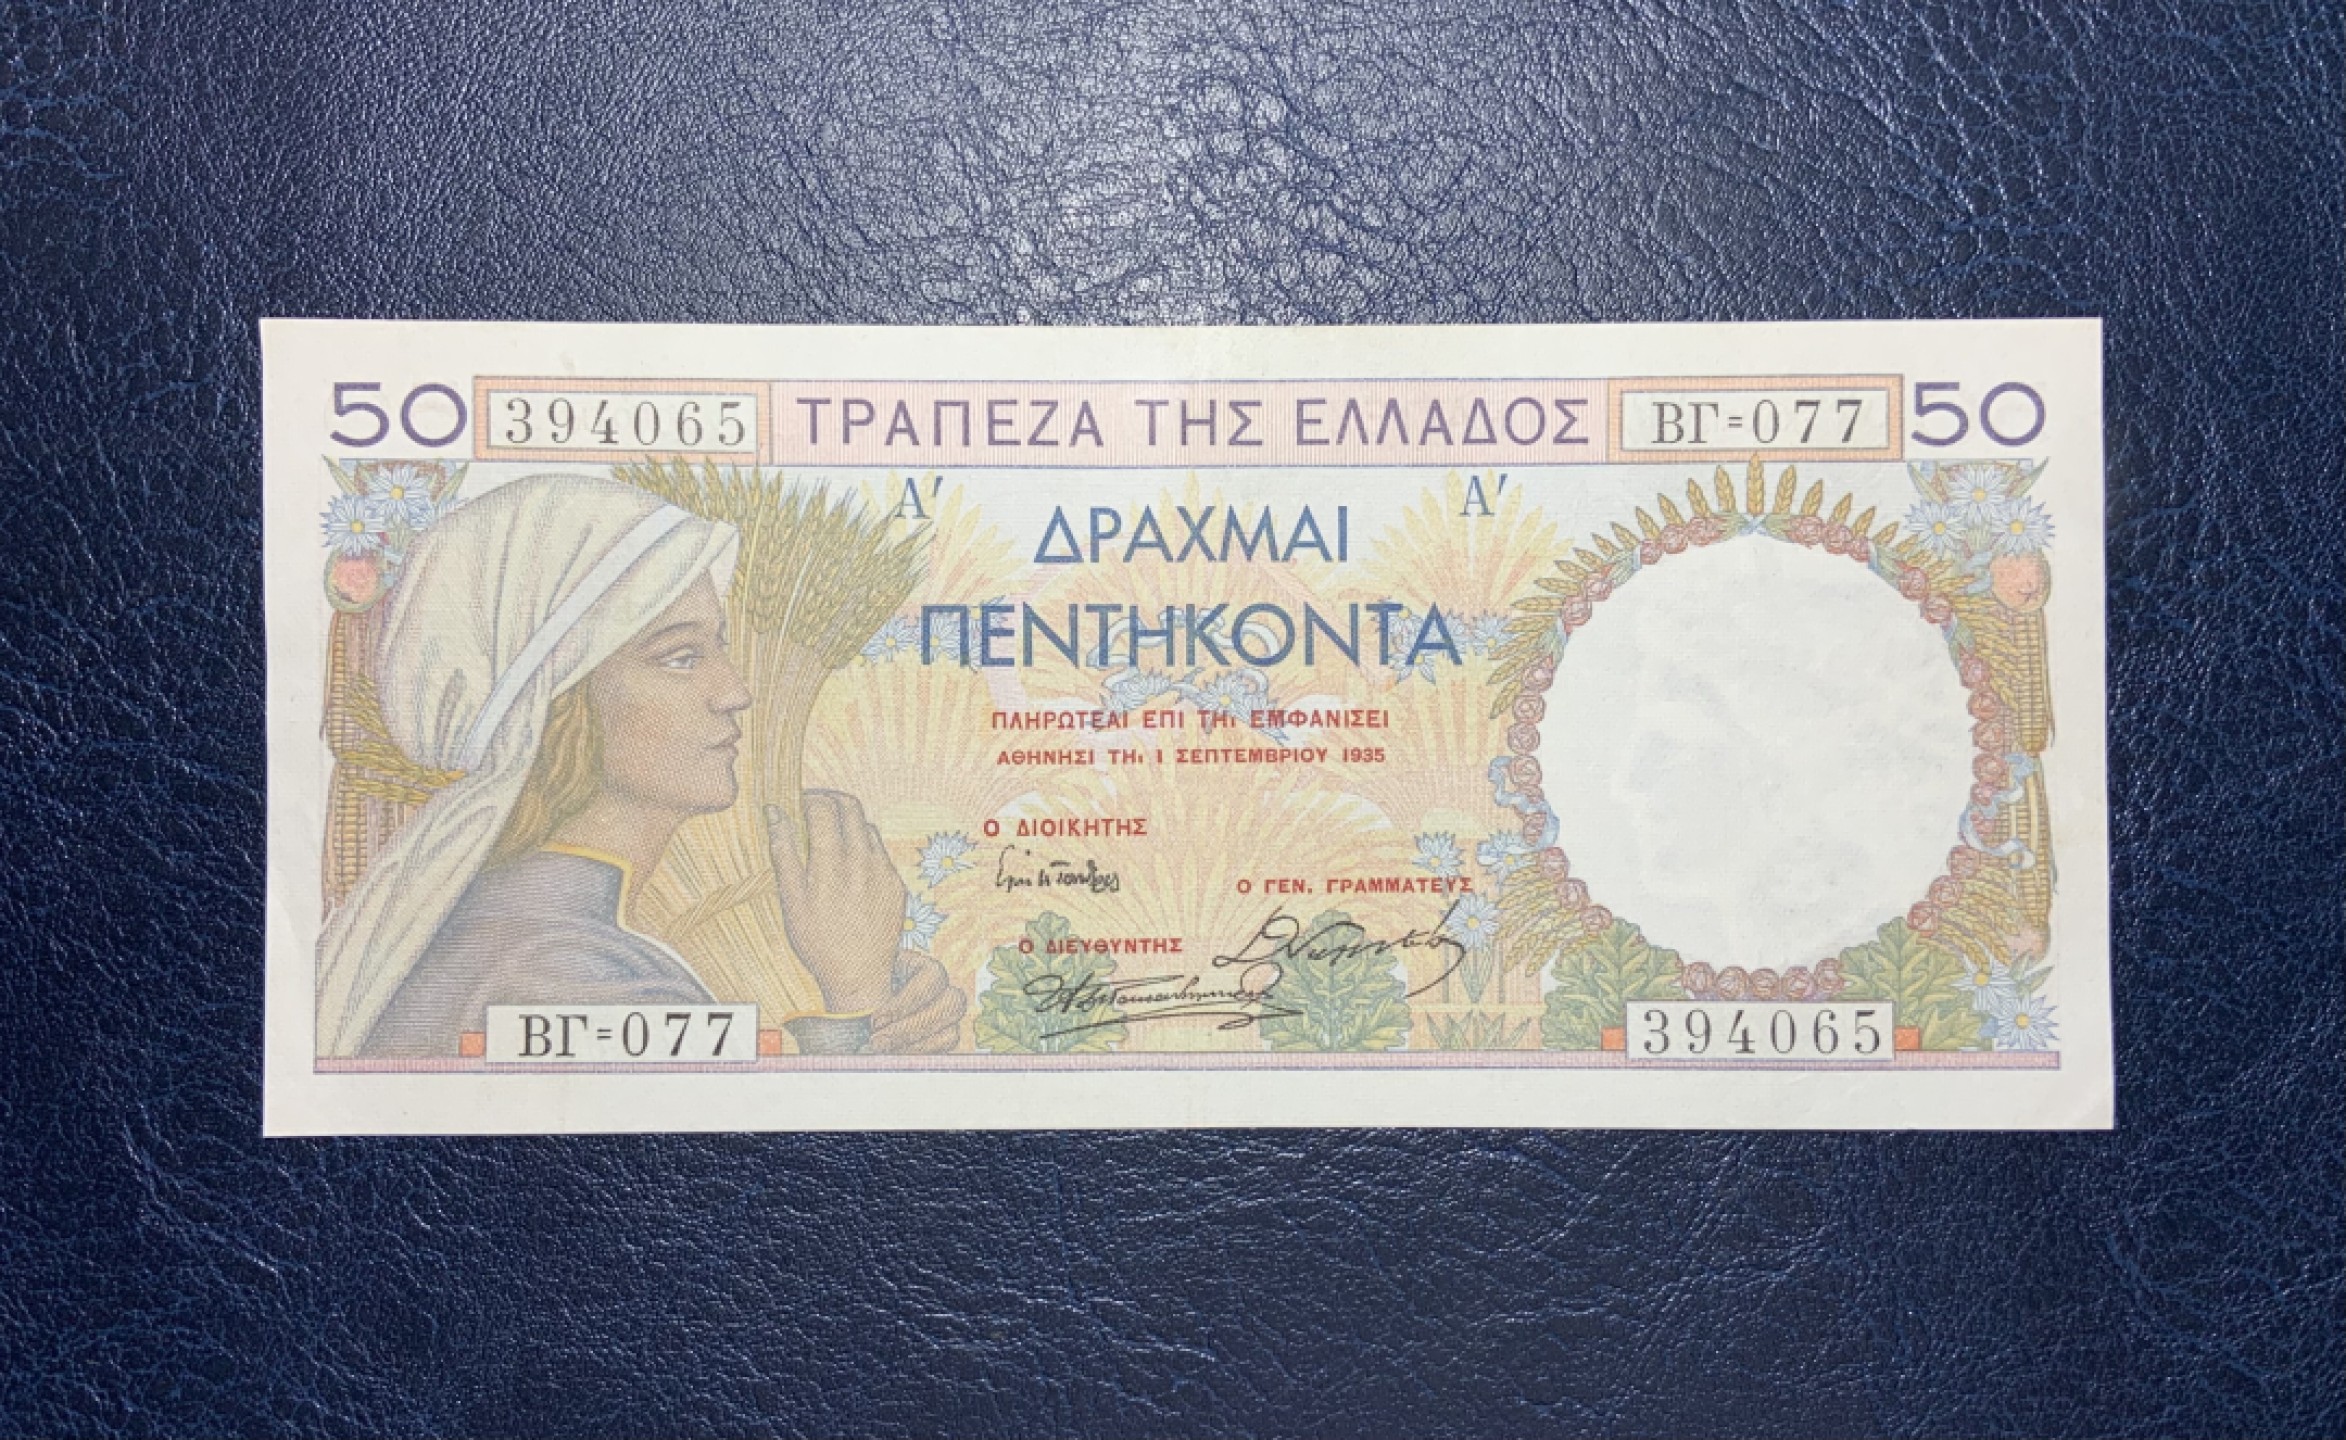 50 394065 ΤΡΑΠΕΖΑ ΤΗΣ ΕΛΛΑΔΟΣ ΒΓ=077 50
Α' Α'
ΔΡΑΧΜΑΙ
ΠΕΝΤΗΚΟΝΤΑ
ΠΛΗΡΩΤΕΑΙ ΕΠΙ ΤΗι ΕΜΦΑΝΙΣΕΙ
ΑΘΗΝΗΣΙ ΤΗι 1 ΣΕΠΤΕΜΒΡΙΟΥ 1935
Ο ΔΙΟΙΚΗΤΗΣ
Ο ΓΕΝ. ΓΡΑΜΜΑΤΕΥΣ
Ο ΔΙΕΥΘΥΝΤΗΣ
ΒΓ=077 394065